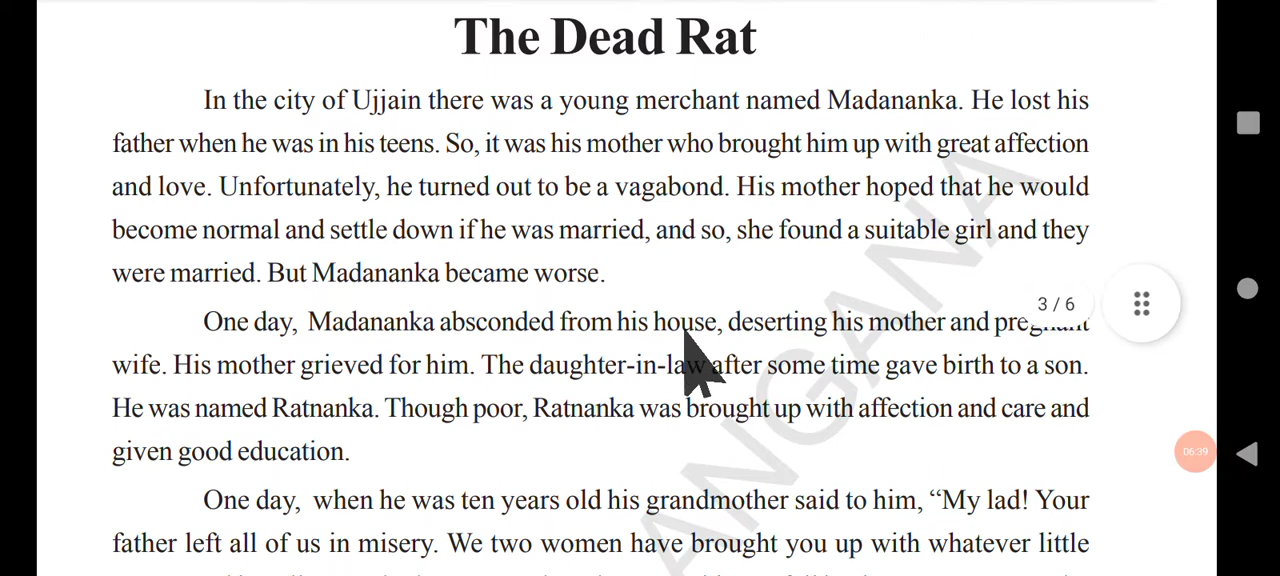 The Dead Rat
In the city of Ujjain there was a young merchant named Madananka. He lost his
father when he was in his teens. So, it was his mother who brought him up with great affection
and love. Unfortunately, he turned out to be a vagabond. His mother hoped that he would
become normal and settle down if he was married, and so, she found a suitable girl and they
were married. But Madananka became worse.
3 / 6
One day, Madananka absconded from his house, deserting his mother and pregnant
wife. His mother grieved for him. The daughter-in-law after some time gave birth to a son.
He was named Ratnanka. Though poor, Ratnanka was brought up with affection and care and
given good education.
06:39
One day, when he was ten years old his grandmother said to him, “My lad! Your
father left all of us in misery. We two women have brought you up with whatever little
ANGANA